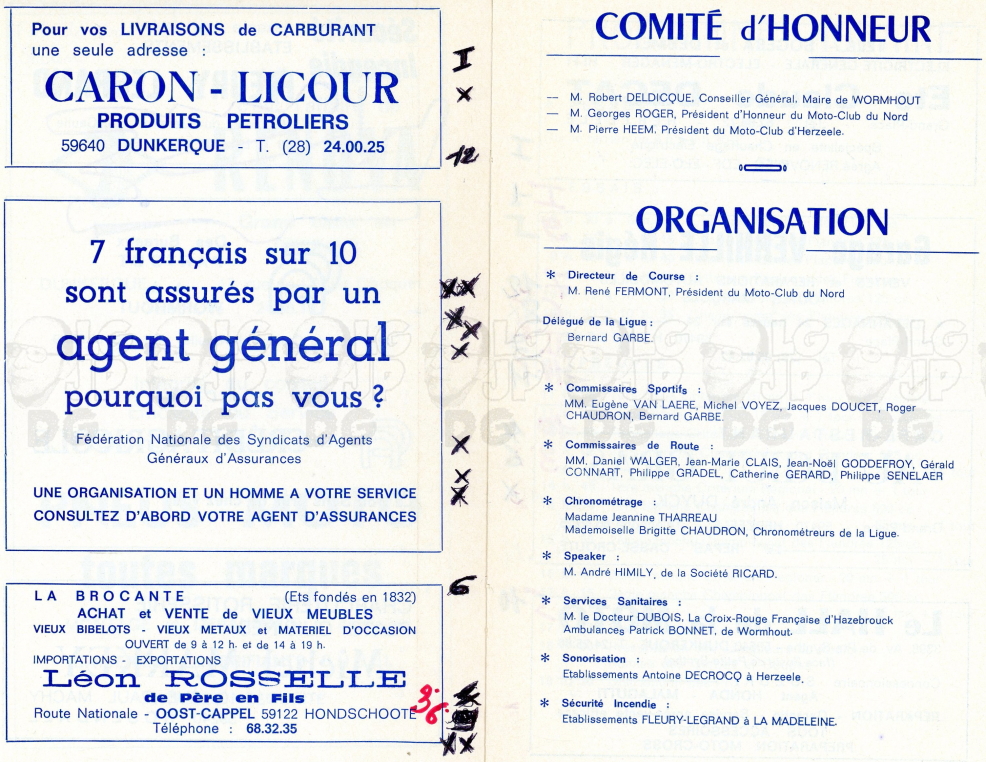 Pour vos LIVRAISONS de CARBURANT
une seule adresse :
CARON - LICOUR
PRODUITS PETROLIERS
59640 DUNKERQUE - T. (28) 24.00.25
7 français sur 10
sont assurés par un
agent général
pourquoi pas vous ?
Fédération Nationale des Syndicats d'Agents
Généraux d'Assurances
UNE ORGANISATION ET UN HOMME A VOTRE SERVICE
CONSULTEZ D'ABORD VOTRE AGENT D'ASSURANCES
LA BROCANTE (Ets fondés en 1832)
ACHAT et VENTE de VIEUX MEUBLES
VIEUX BIBELOTS - VIEUX METAUX et MATERIEL D'OCCASION
OUVERT de 9 à 12 h. et de 14 à 19 h.
IMPORTATIONS - EXPORTATIONS
Léon ROSSELLE
de Père en Fils
Route Nationale - OOST-CAPPEL 59122 HONDSCHOOTE
Téléphone : 68.32.35
I
X
12
XX
X
X
X
X
X
X
6
3.6.
XX
COMITÉ d'HONNEUR
— M. Robert DELDICQUE, Conseiller Général, Maire de WORMHOUT
— M. Georges ROGER, Président d'Honneur du Moto-Club du Nord
— M. Pierre HEEM, Président du Moto-Club d'Herzeele.
ORGANISATION
* Directeur de Course :
M. René FERMONT, Président du Moto-Club du Nord
Délégué de la Ligue :
Bernard GARBE.
* Commissaires Sportifs :
MM. Eugène VAN LAERE, Michel VOYEZ, Jacques DOUCET, Roger
CHAUDRON, Bernard GARBE.
* Commissaires de Route :
MM. Daniel WALGER, Jean-Marie CLAIS, Jean-Noël GODDEFROY, Gérald
CONNART, Philippe GRADEL, Catherine GERARD, Philippe SENELAER
* Chronométrage :
Madame Jeannine THARREAU
Mademoiselle Brigitte CHAUDRON, Chronométreurs de la Ligue.
* Speaker :
M. André HIMILY, de la Société RICARD.
* Services Sanitaires :
M. le Docteur DUBOIS, La Croix-Rouge Française d'Hazebrouck
Ambulances Patrick BONNET, de Wormhout.
* Sonorisation :
Etablissements Antoine DECROCQ à Herzeele.
* Sécurité Incendie :
Etablissements FLEURY-LEGRAND à LA MADELEINE.
LG
JP
DG